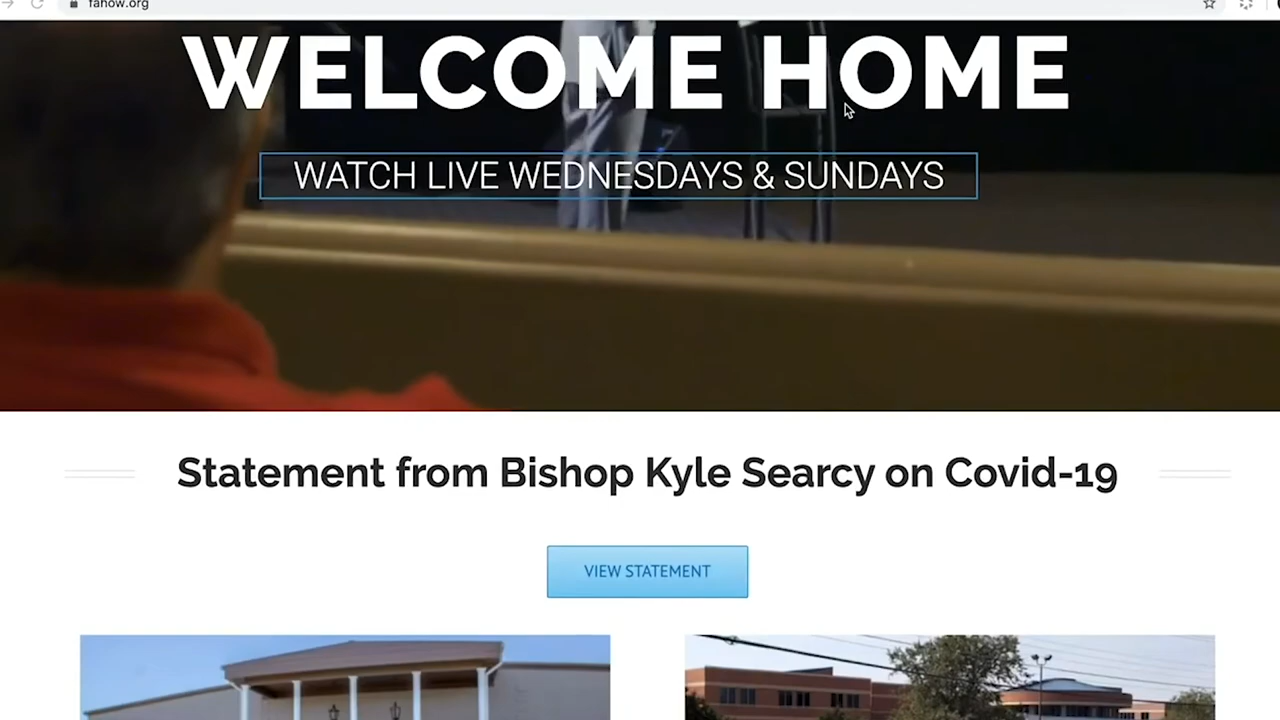 fahow.org
WELCOME HOME
WATCH LIVE WEDNESDAYS & SUNDAYS
Statement from Bishop Kyle Searcy on Covid-19
VIEW STATEMENT